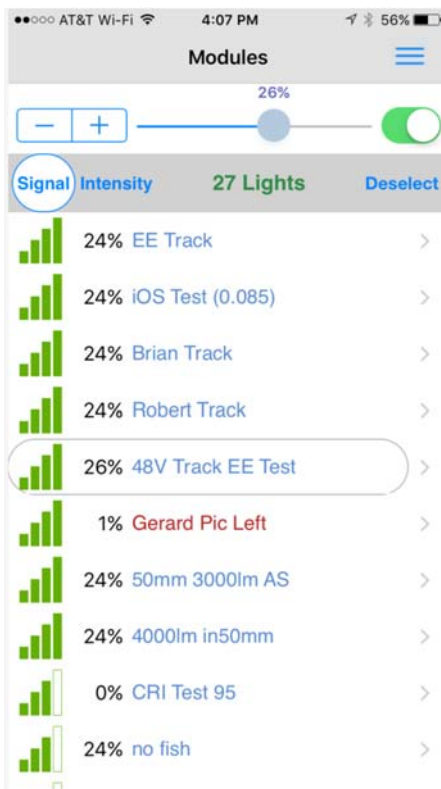 AT&T Wi-Fi 4:07 PM 56%
Modules
26%
− +
Signal Intensity 27 Lights Deselect
24% EE Track
24% iOS Test (0.085)
24% Brian Track
24% Robert Track
26% 48V Track EE Test
1% Gerard Pic Left
24% 50mm 3000lm AS
24% 4000lm in50mm
0% CRI Test 95
24% no fish